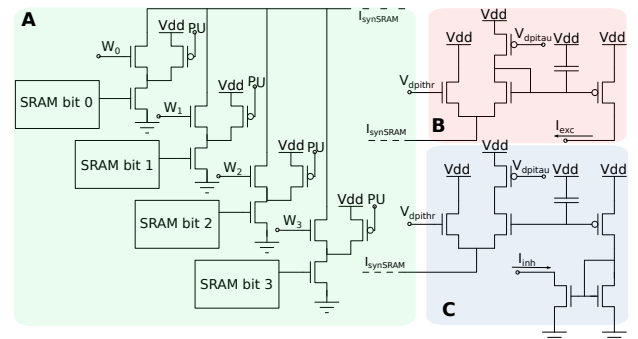 A
I_synSRAM
Vdd
PU
W_0
SRAM bit 0
Vdd
PU
W_1
SRAM bit 1
Vdd
PU
W_2
SRAM bit 2
Vdd
PU
W_3
SRAM bit 3
Vdd
Vdd
V_dpitau
Vdd
Vdd
V_dpithr
I_synSRAM
B
I_exc
Vdd
Vdd
V_dpitau
Vdd
Vdd
V_dpithr
I_synSRAM
I_inh
C